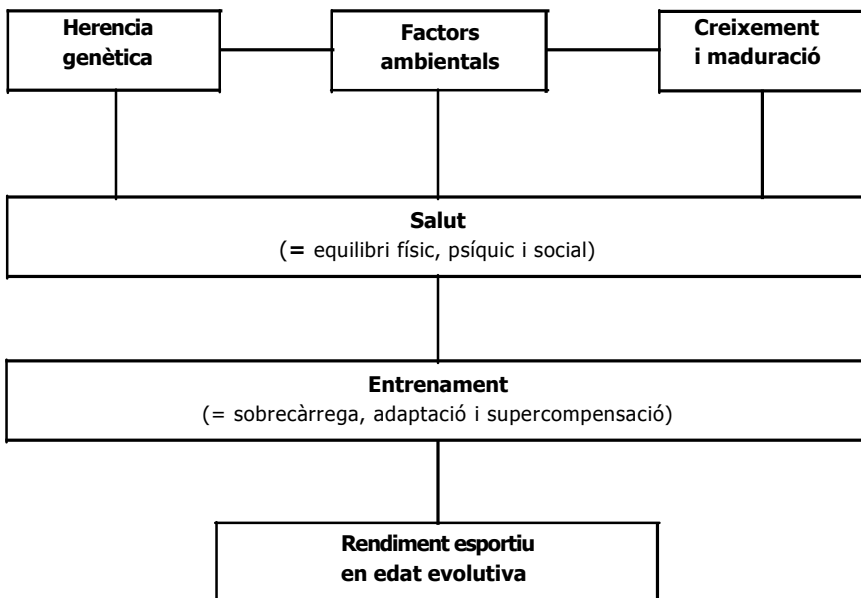 Herencia
genètica
Factors
ambientals
Creixement
i maduració
Salut
(= equilibri físic, psíquic i social)
Entrenament
(= sobrecàrrega, adaptació i supercompensació)
Rendiment esportiu
en edat evolutiva